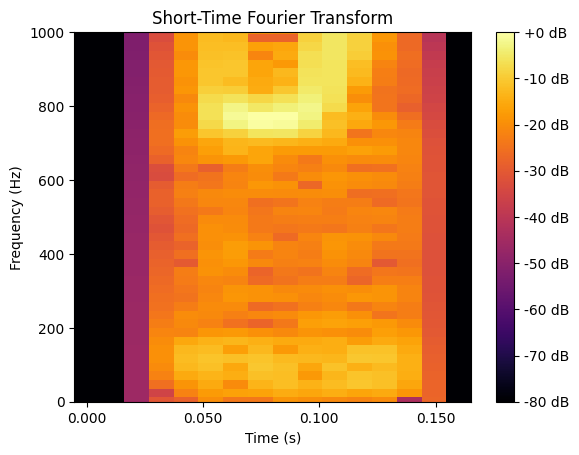 Short-Time Fourier Transform
Frequency (Hz)
1000
800
600
400
200
0
0.000
0.050
0.100
0.150
Time (s)
+0 dB
-10 dB
-20 dB
-30 dB
-40 dB
-50 dB
-60 dB
-70 dB
-80 dB